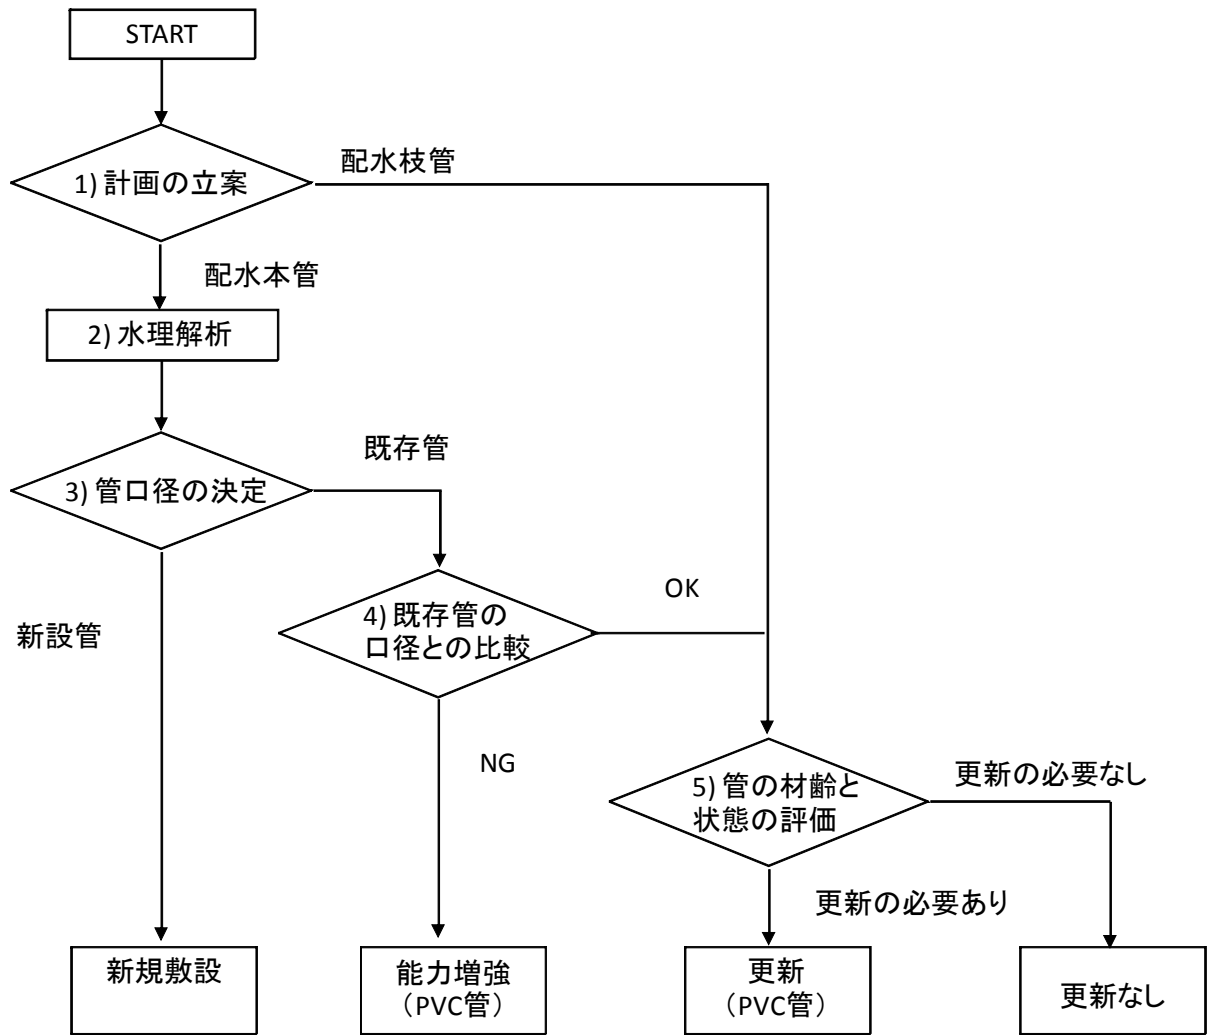 START
配水枝管
1) 計画の立案
配水本管
2) 水理解析
既存管
3) 管口径の決定
OK
4) 既存管の
口径との比較
新設管
NG
更新の必要なし
5) 管の材齢と
状態の評価
更新の必要あり
新規敷設
能力増強
（PVC管）
更新
（PVC管）
更新なし